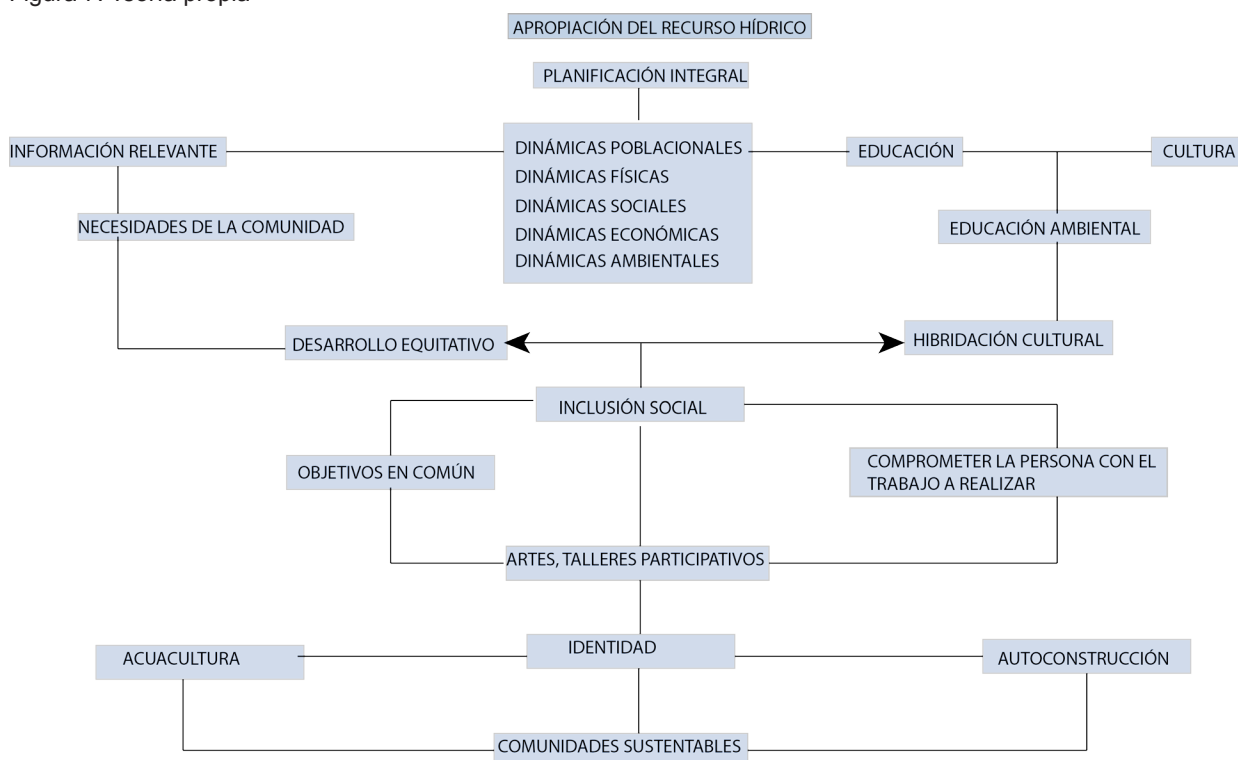 APROPIACIÓN DEL RECURSO HÍDRICO
PLANIFICACIÓN INTEGRAL
INFORMACIÓN RELEVANTE
DINÁMICAS POBLACIONALES
DINÁMICAS FÍSICAS
DINÁMICAS SOCIALES
DINÁMICAS ECONÓMICAS
DINÁMICAS AMBIENTALES
EDUCACIÓN
CULTURA
NECESIDADES DE LA COMUNIDAD
EDUCACIÓN AMBIENTAL
DESARROLLO EQUITATIVO
HIBRIDACIÓN CULTURAL
INCLUSIÓN SOCIAL
OBJETIVOS EN COMÚN
COMPROMETER LA PERSONA CON EL
TRABAJO A REALIZAR
ARTES, TALLERES PARTICIPATIVOS
IDENTIDAD
ACUACULTURA
AUTOCONSTRUCCIÓN
COMUNIDADES SUSTENTABLES